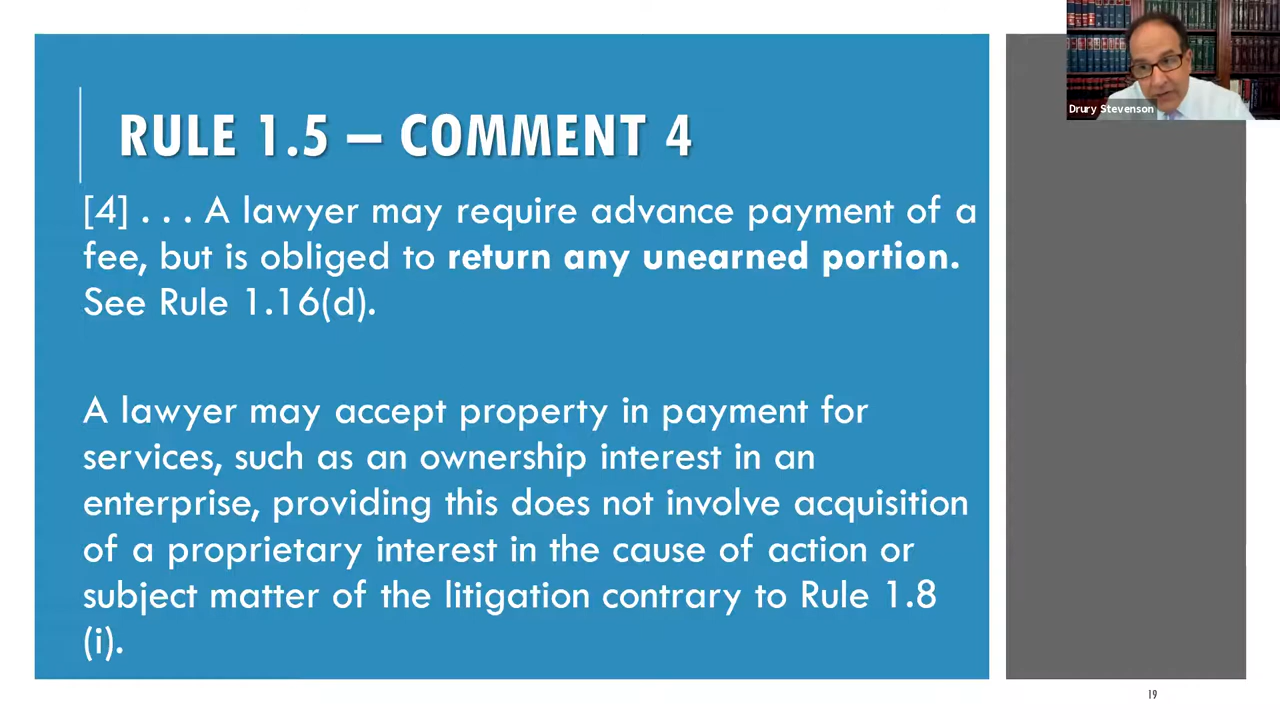 Drury Stevenson
RULE 1.5 – COMMENT 4
[4] . . . A lawyer may require advance payment of a
fee, but is obliged to return any unearned portion.
See Rule 1.16(d).
A lawyer may accept property in payment for
services, such as an ownership interest in an
enterprise, providing this does not involve acquisition
of a proprietary interest in the cause of action or
subject matter of the litigation contrary to Rule 1.8
(i).
19